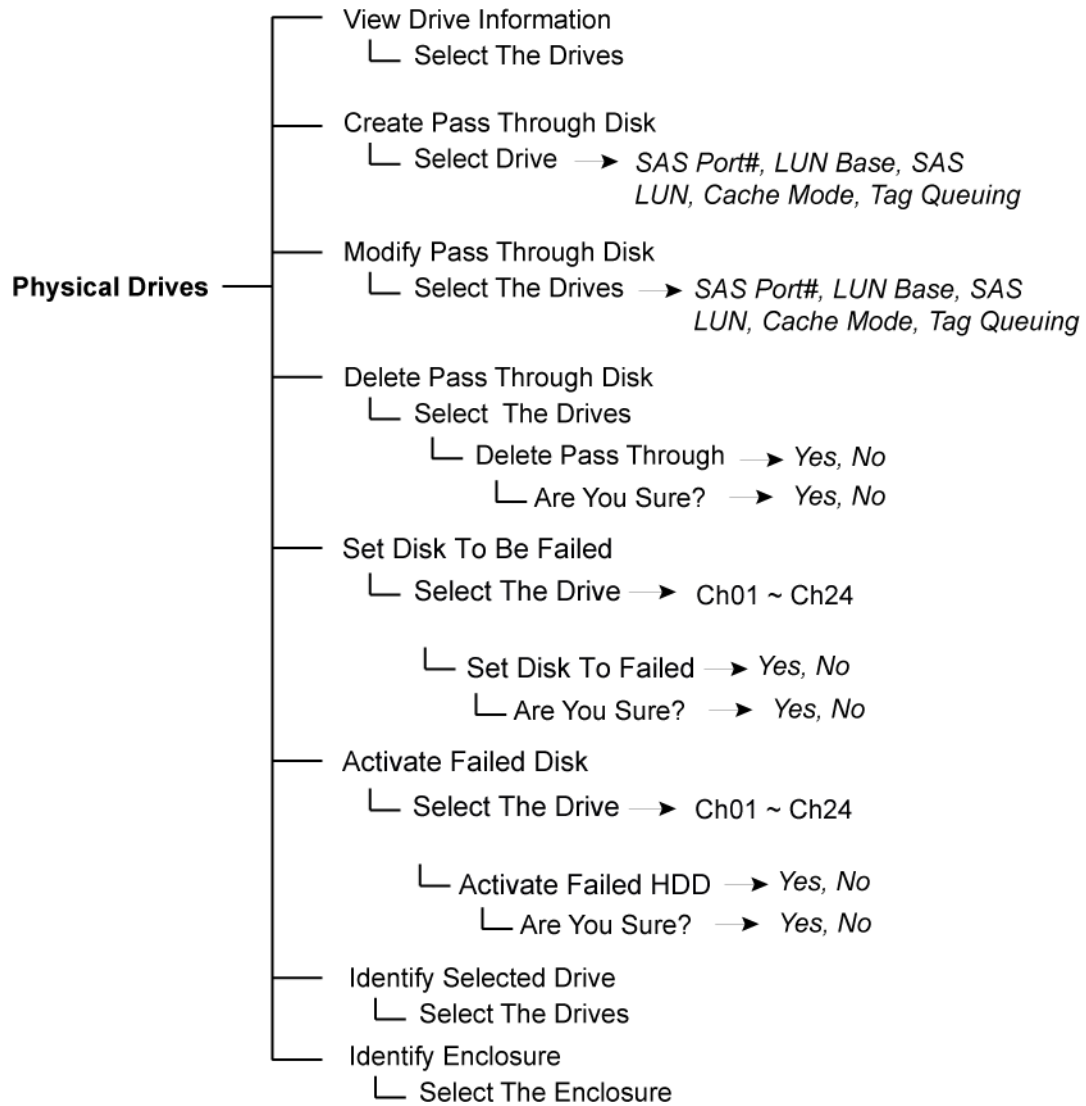 View Drive Information
Select The Drives
Create Pass Through Disk
Select Drive SAS Port#, LUN Base, SAS
LUN, Cache Mode, Tag Queuing
Modify Pass Through Disk
Physical Drives
Select The Drives SAS Port#, LUN Base, SAS
LUN, Cache Mode, Tag Queuing
Delete Pass Through Disk
Select The Drives
Delete Pass Through Yes, No
Are You Sure? Yes, No
Set Disk To Be Failed
Select The Drive Ch01 ~ Ch24
Set Disk To Failed Yes, No
Are You Sure? Yes, No
Activate Failed Disk
Select The Drive Ch01 ~ Ch24
Activate Failed HDD Yes, No
Are You Sure? Yes, No
Identify Selected Drive
Select The Drives
Identify Enclosure
Select The Enclosure